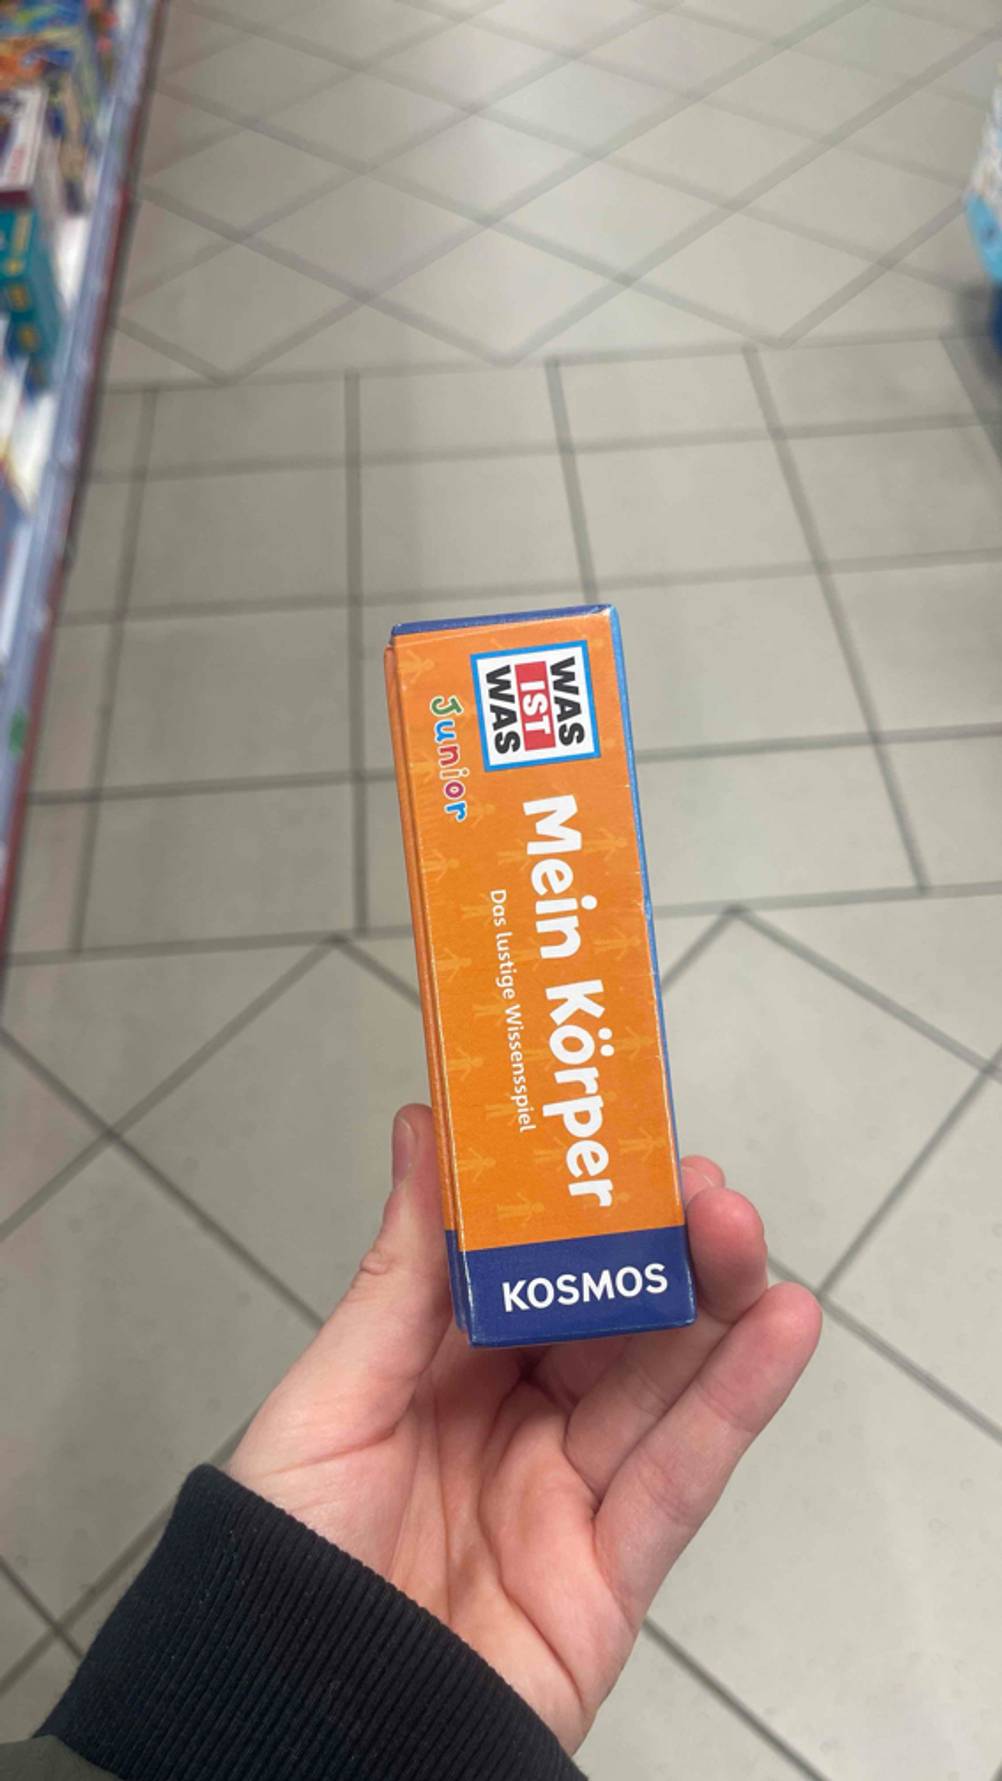 WAS
IST
WAS
Junior
Mein Körper
Das lustige Wissensspiel
KOSMOS